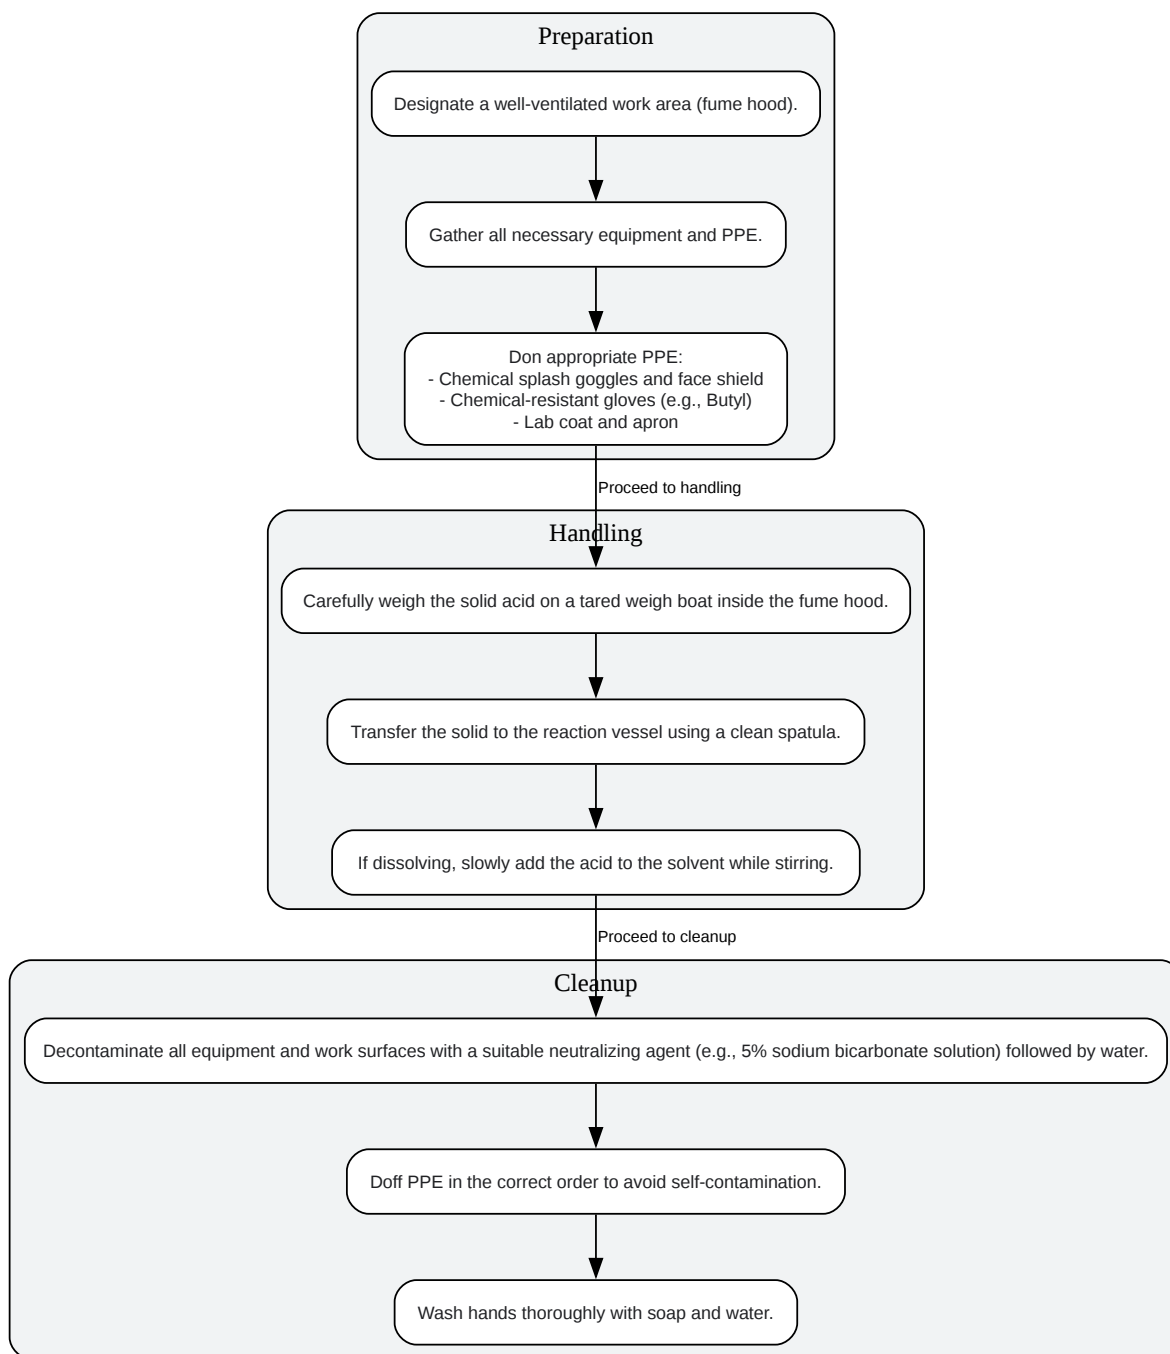 Preparation
Designate a well-ventilated work area (fume hood).
Gather all necessary equipment and PPE.
Don appropriate PPE:
- Chemical splash goggles and face shield
- Chemical-resistant gloves (e.g., Butyl)
- Lab coat and apron
Proceed to handling
Handling
Carefully weigh the solid acid on a tared weigh boat inside the fume hood.
Transfer the solid to the reaction vessel using a clean spatula.
If dissolving, slowly add the acid to the solvent while stirring.
Proceed to cleanup
Cleanup
Decontaminate all equipment and work surfaces with a suitable neutralizing agent (e.g., 5% sodium bicarbonate solution) followed by water.
Doff PPE in the correct order to avoid self-contamination.
Wash hands thoroughly with soap and water.